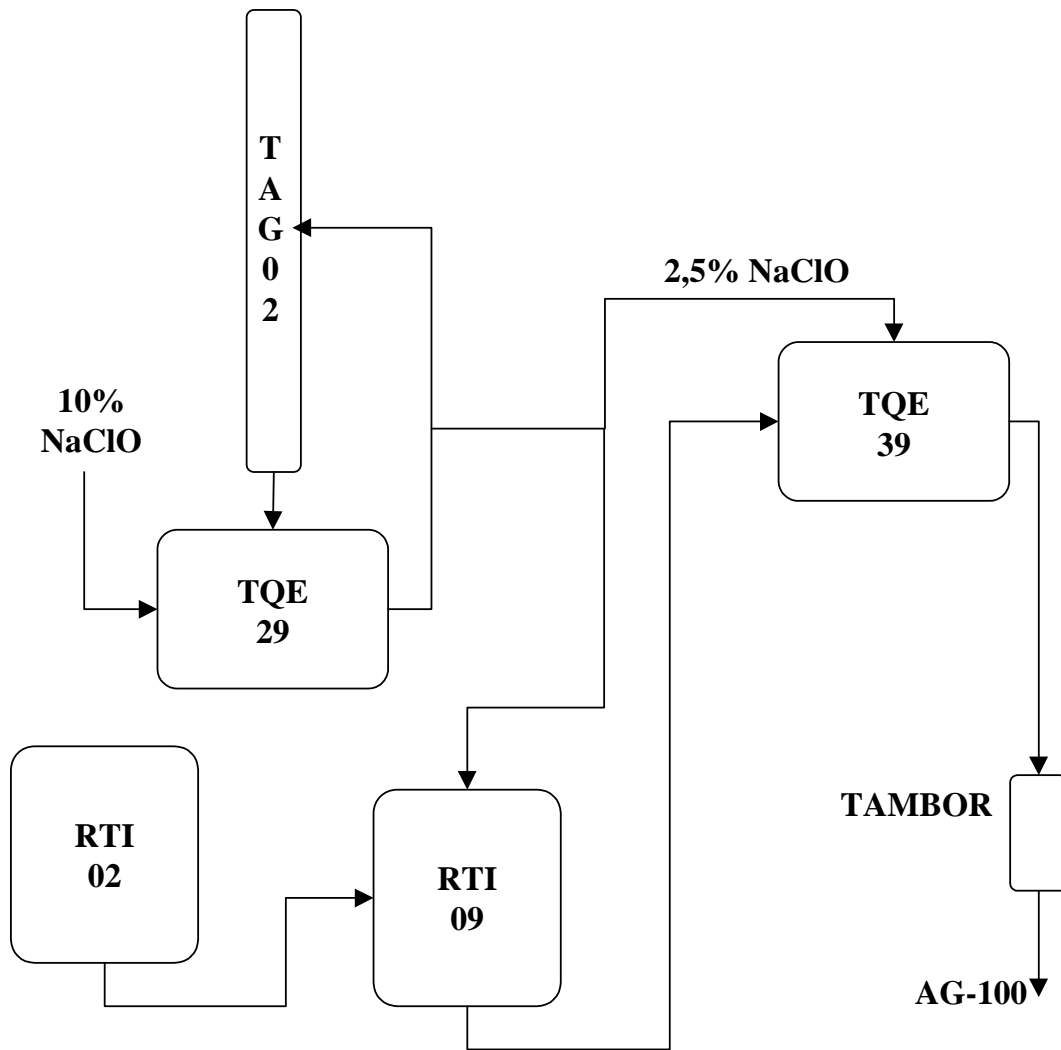 T
A
G
0
2
2,5% NaClO
10%
NaClO
TQE
39
TQE
29
RTI
02
RTI
09
TAMBOR
AG-100